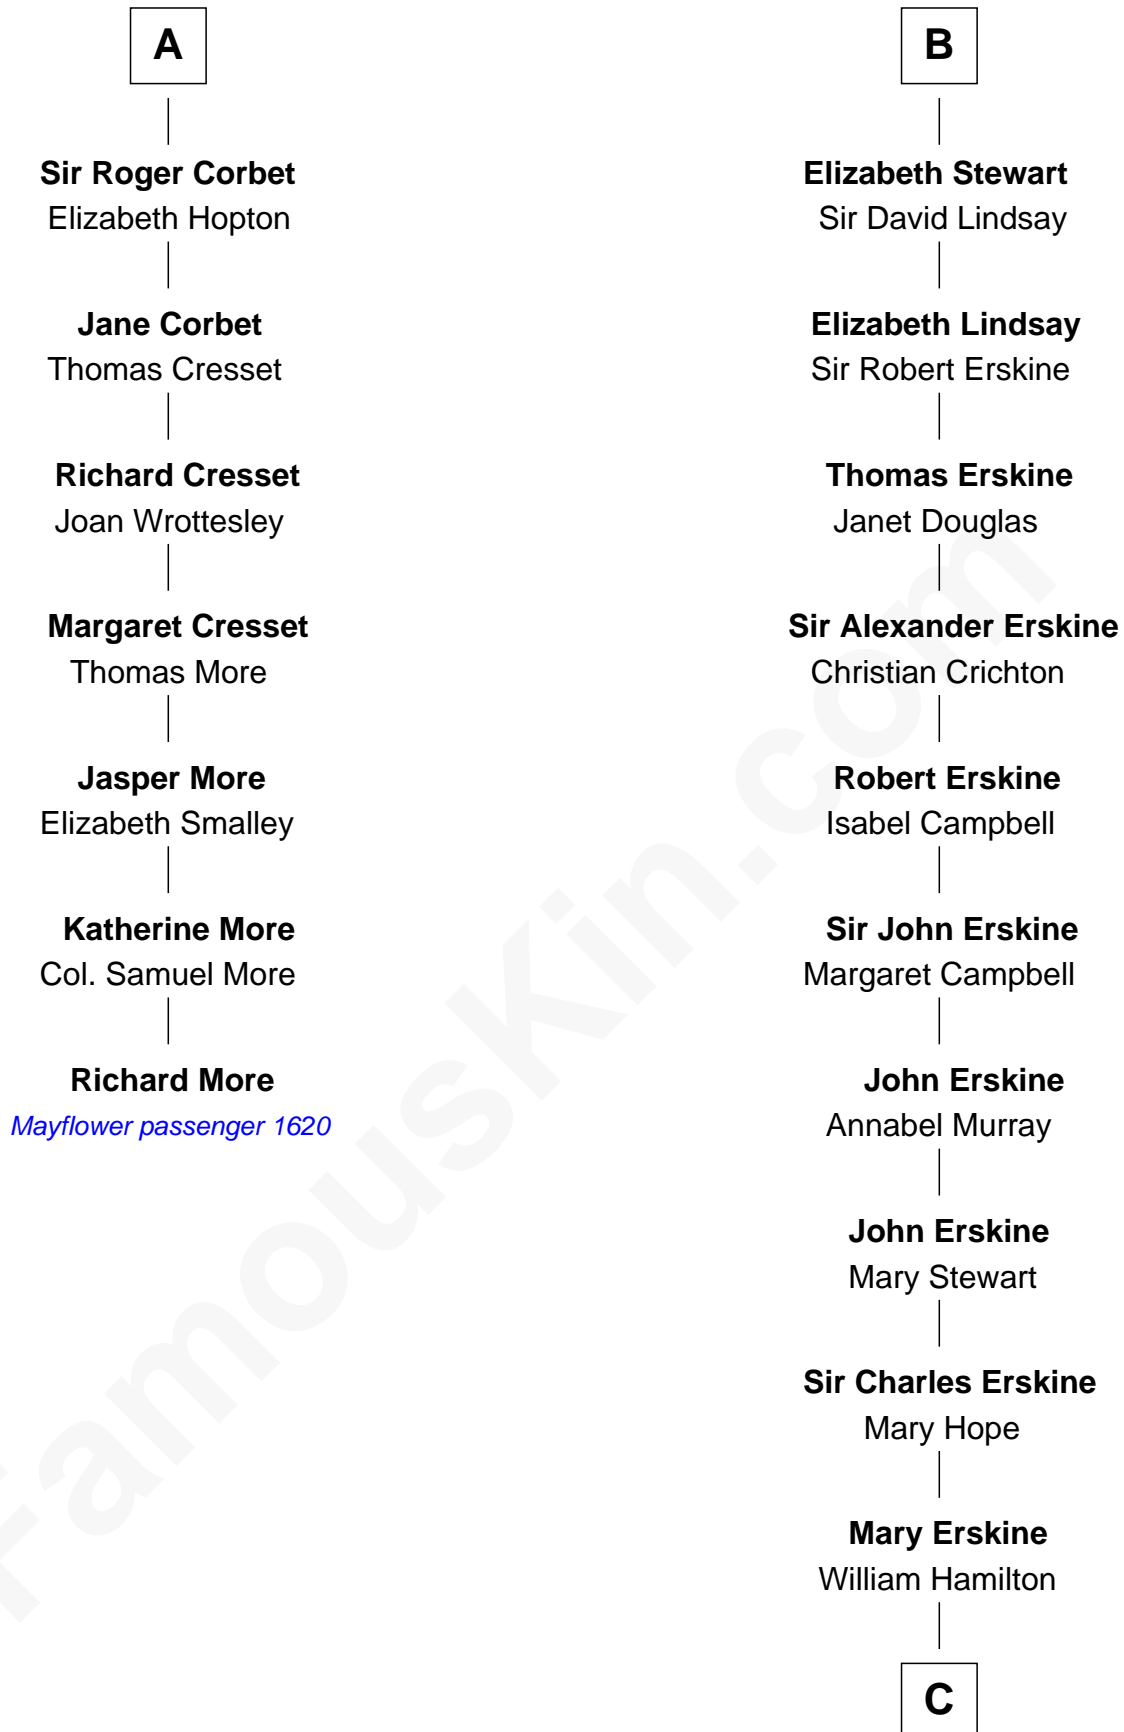 A
Sir Roger Corbet
Elizabeth Hopton
Jane Corbet
Thomas Cresset
Richard Cresset
Joan Wrottesley
Margaret Cresset
Thomas More
Jasper More
Elizabeth Smalley
Katherine More
Col. Samuel More
Richard More
Mayflower passenger 1620
B
Elizabeth Stewart
Sir David Lindsay
Elizabeth Lindsay
Sir Robert Erskine
Thomas Erskine
Janet Douglas
Sir Alexander Erskine
Christian Crichton
Robert Erskine
Isabel Campbell
Sir John Erskine
Margaret Campbell
John Erskine
Annabel Murray
John Erskine
Mary Stewart
Sir Charles Erskine
Mary Hope
Mary Erskine
William Hamilton
C
FamousKin.com